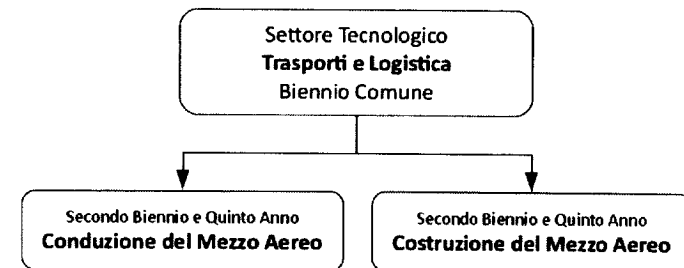 Settore Tecnologico
Trasporti e Logistica
Biennio Comune
Secondo Biennio e Quinto Anno
Conduzione del Mezzo Aereo
Secondo Biennio e Quinto Anno
Costruzione del Mezzo Aereo